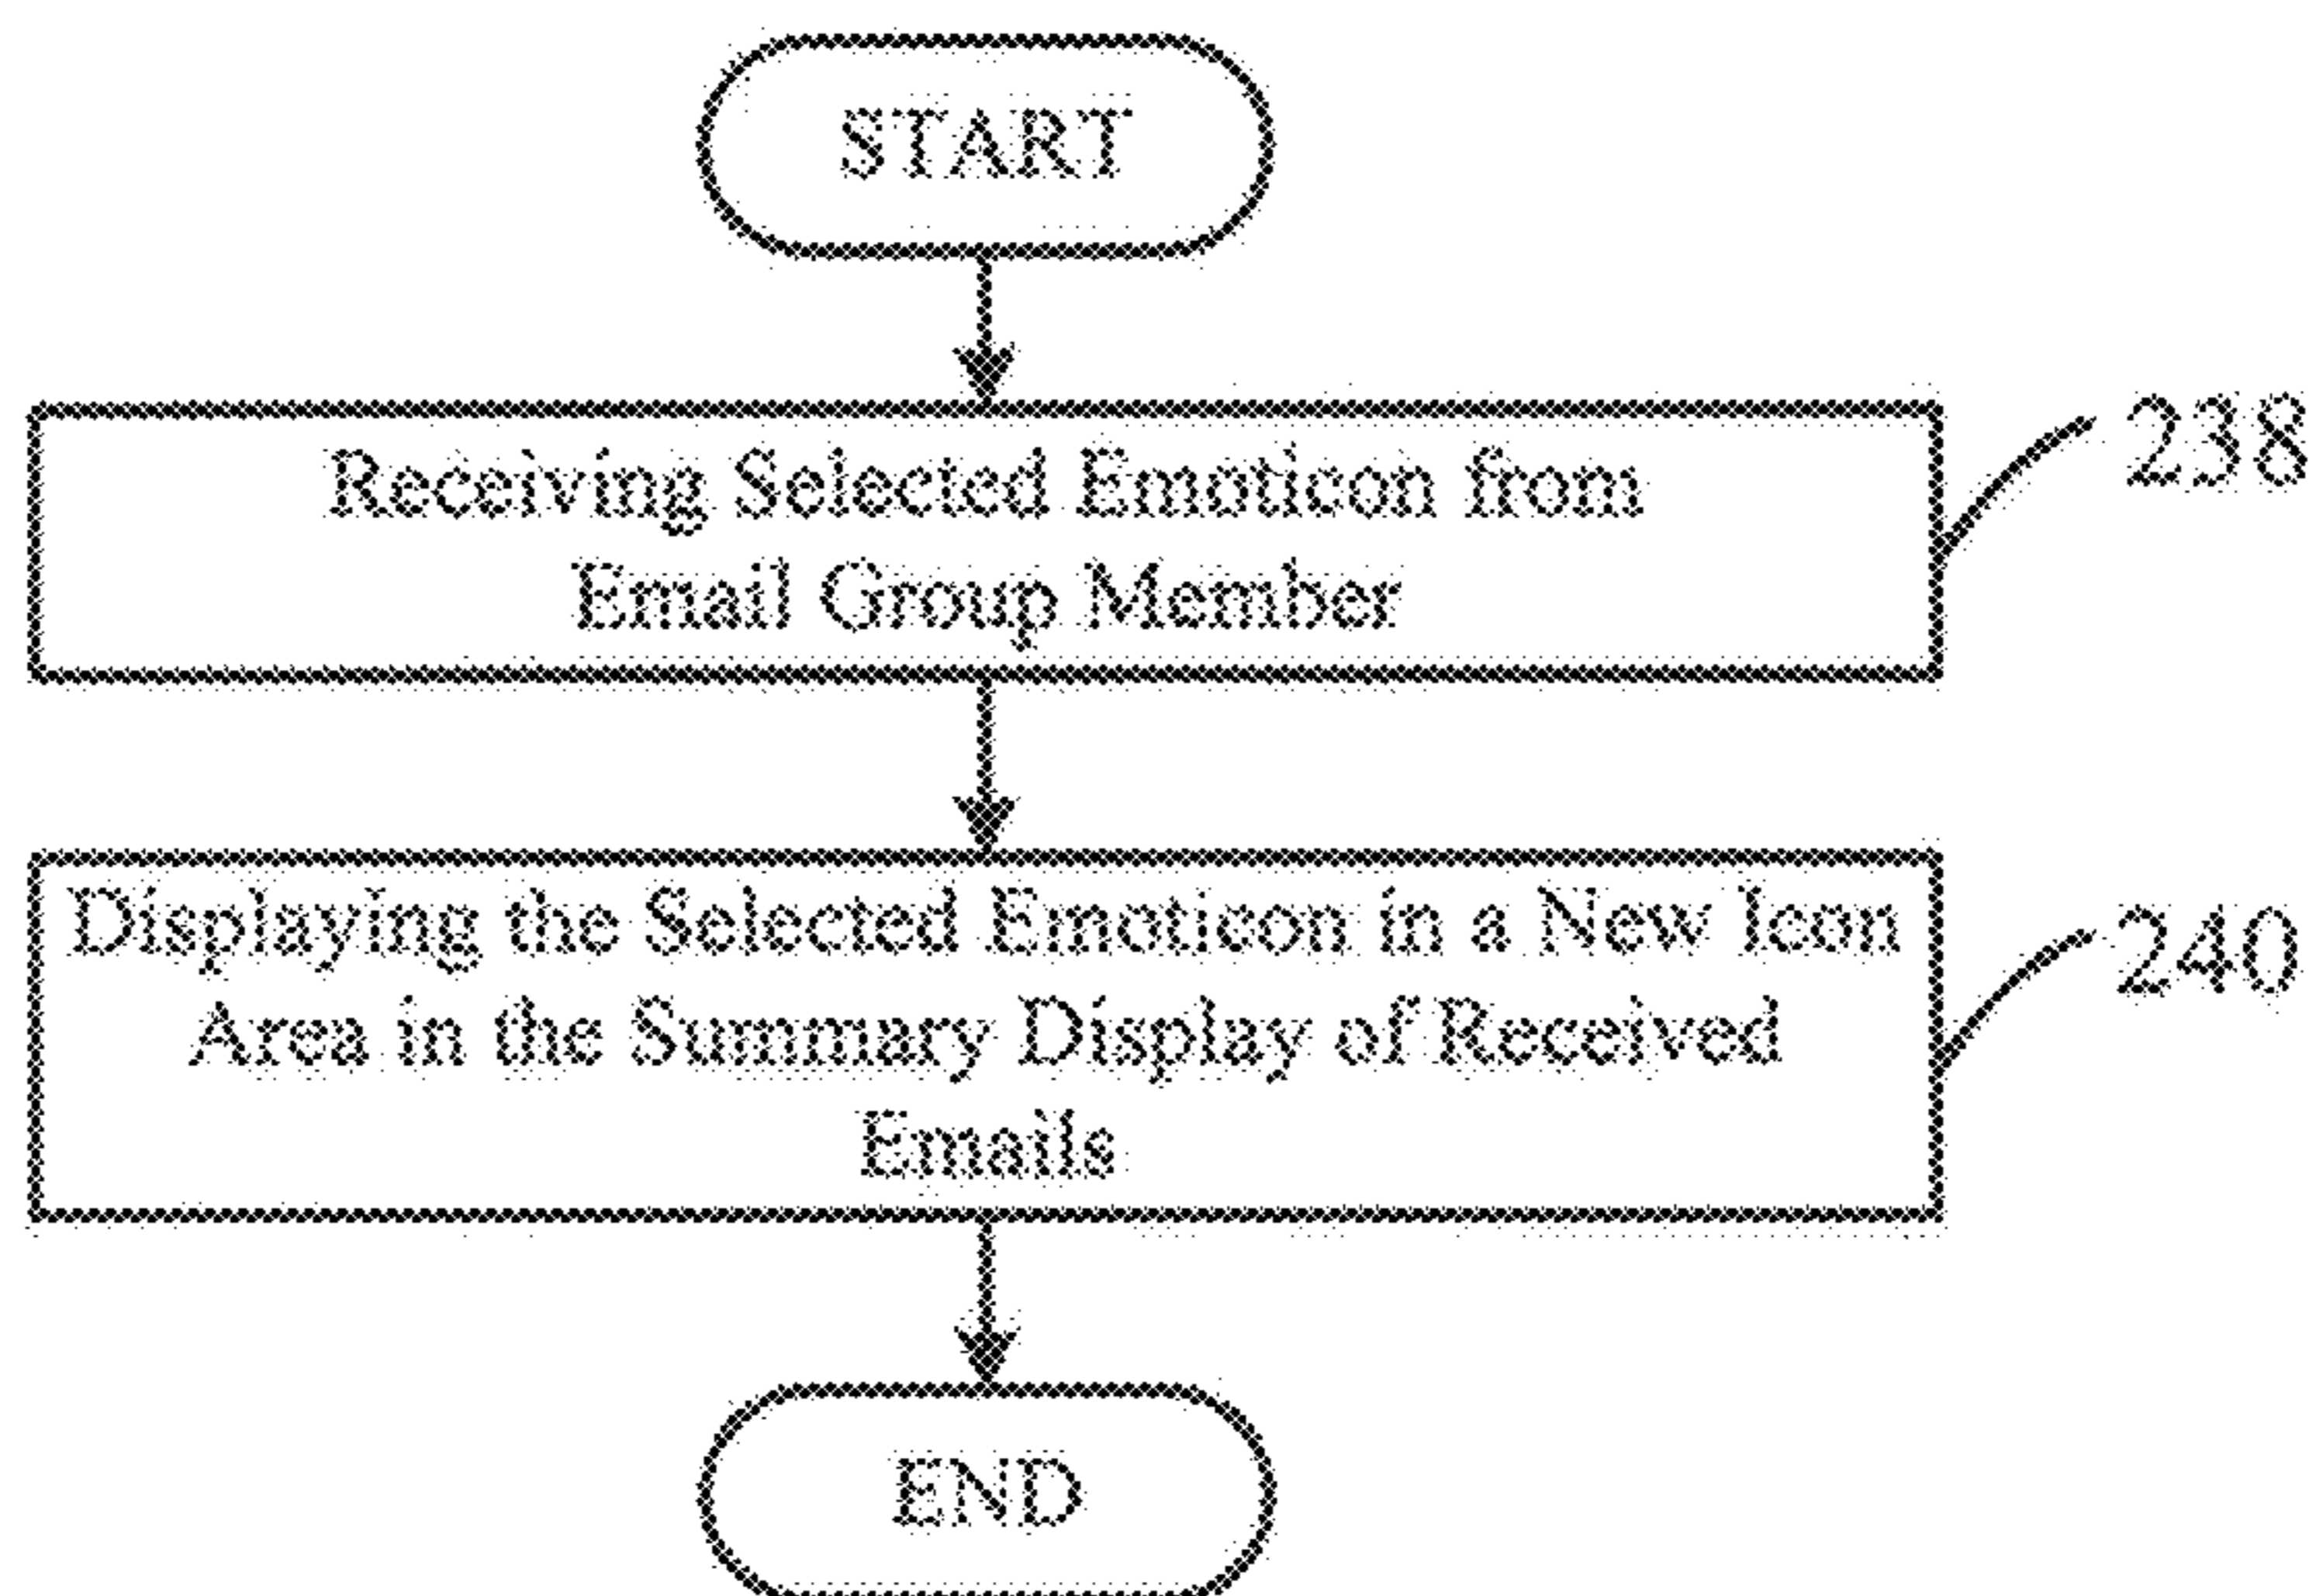 START
Receiving Selected Emoticon from
Email Group Member
238
Displaying the Selected Emoticon in a New Icon
Area in the Summary Display of Received
Emails
240
END